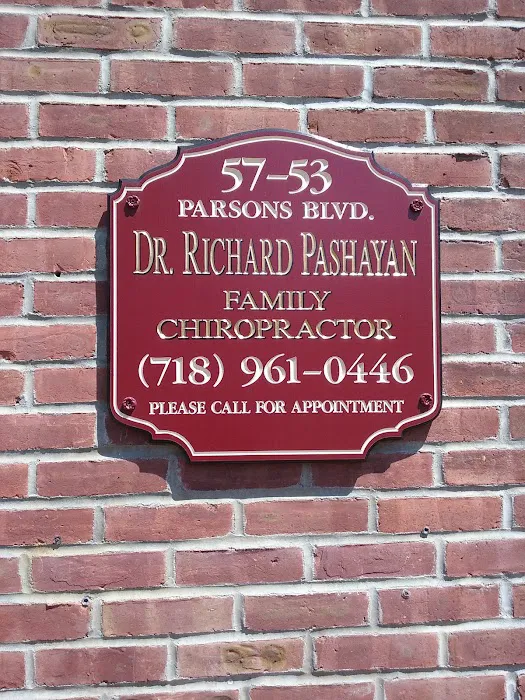 57-53
PARSONS BLVD.
DR. RICHARD PASHAYAN
FAMILY
CHIROPRACTOR
(718) 961-0446
PLEASE CALL FOR APPOINTMENT